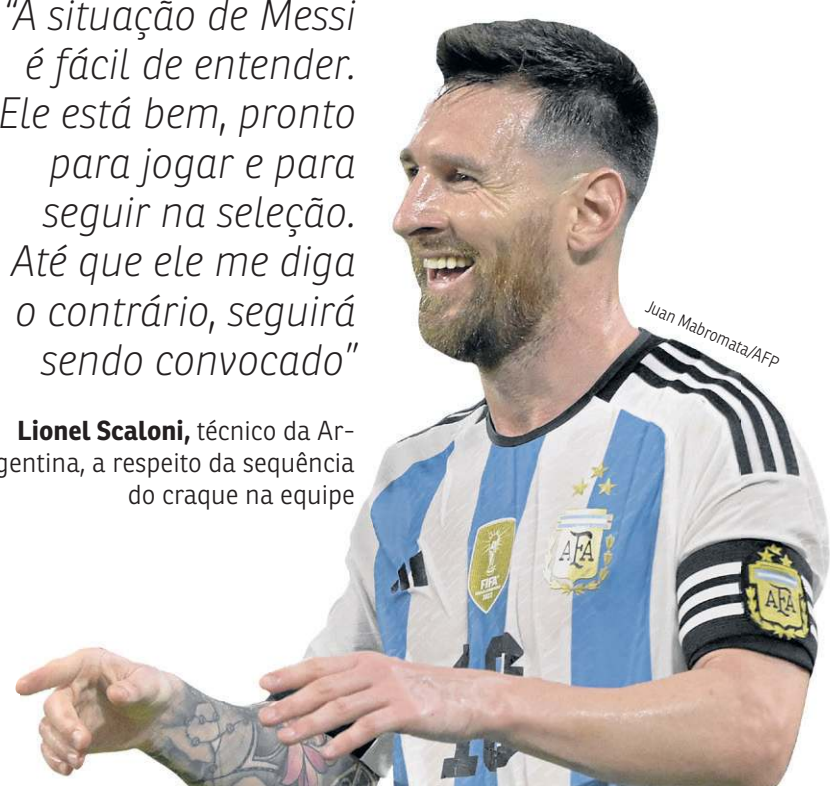 “A situação de Messi
é fácil de entender.
Ele está bem, pronto
para jogar e para
seguir na seleção.
Até que ele me diga
o contrário, seguirá
sendo convocado”
Lionel Scaloni, técnico da Ar-
gentina, a respeito da sequência
do craque na equipe
Juan Mabromata/AFP
AFA
FIFA
AFA